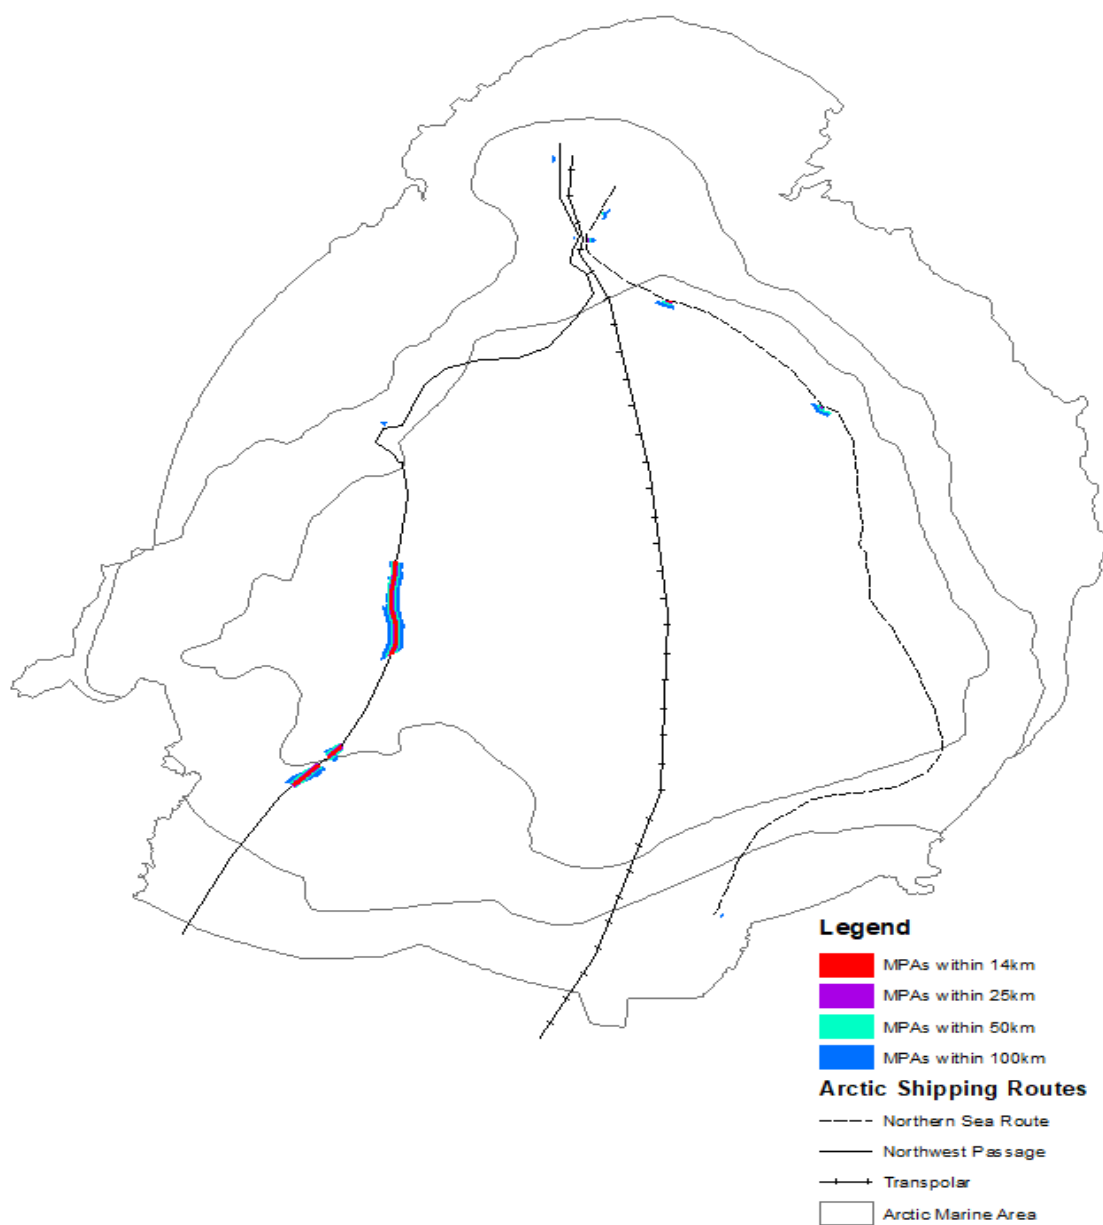 Legend
MPAs within 14km
MPAs within 25km
MPAs within 50km
MPAs within 100km
Arctic Shipping Routes
Northern Sea Route
Northwest Passage
Transpolar
Arctic Marine Area